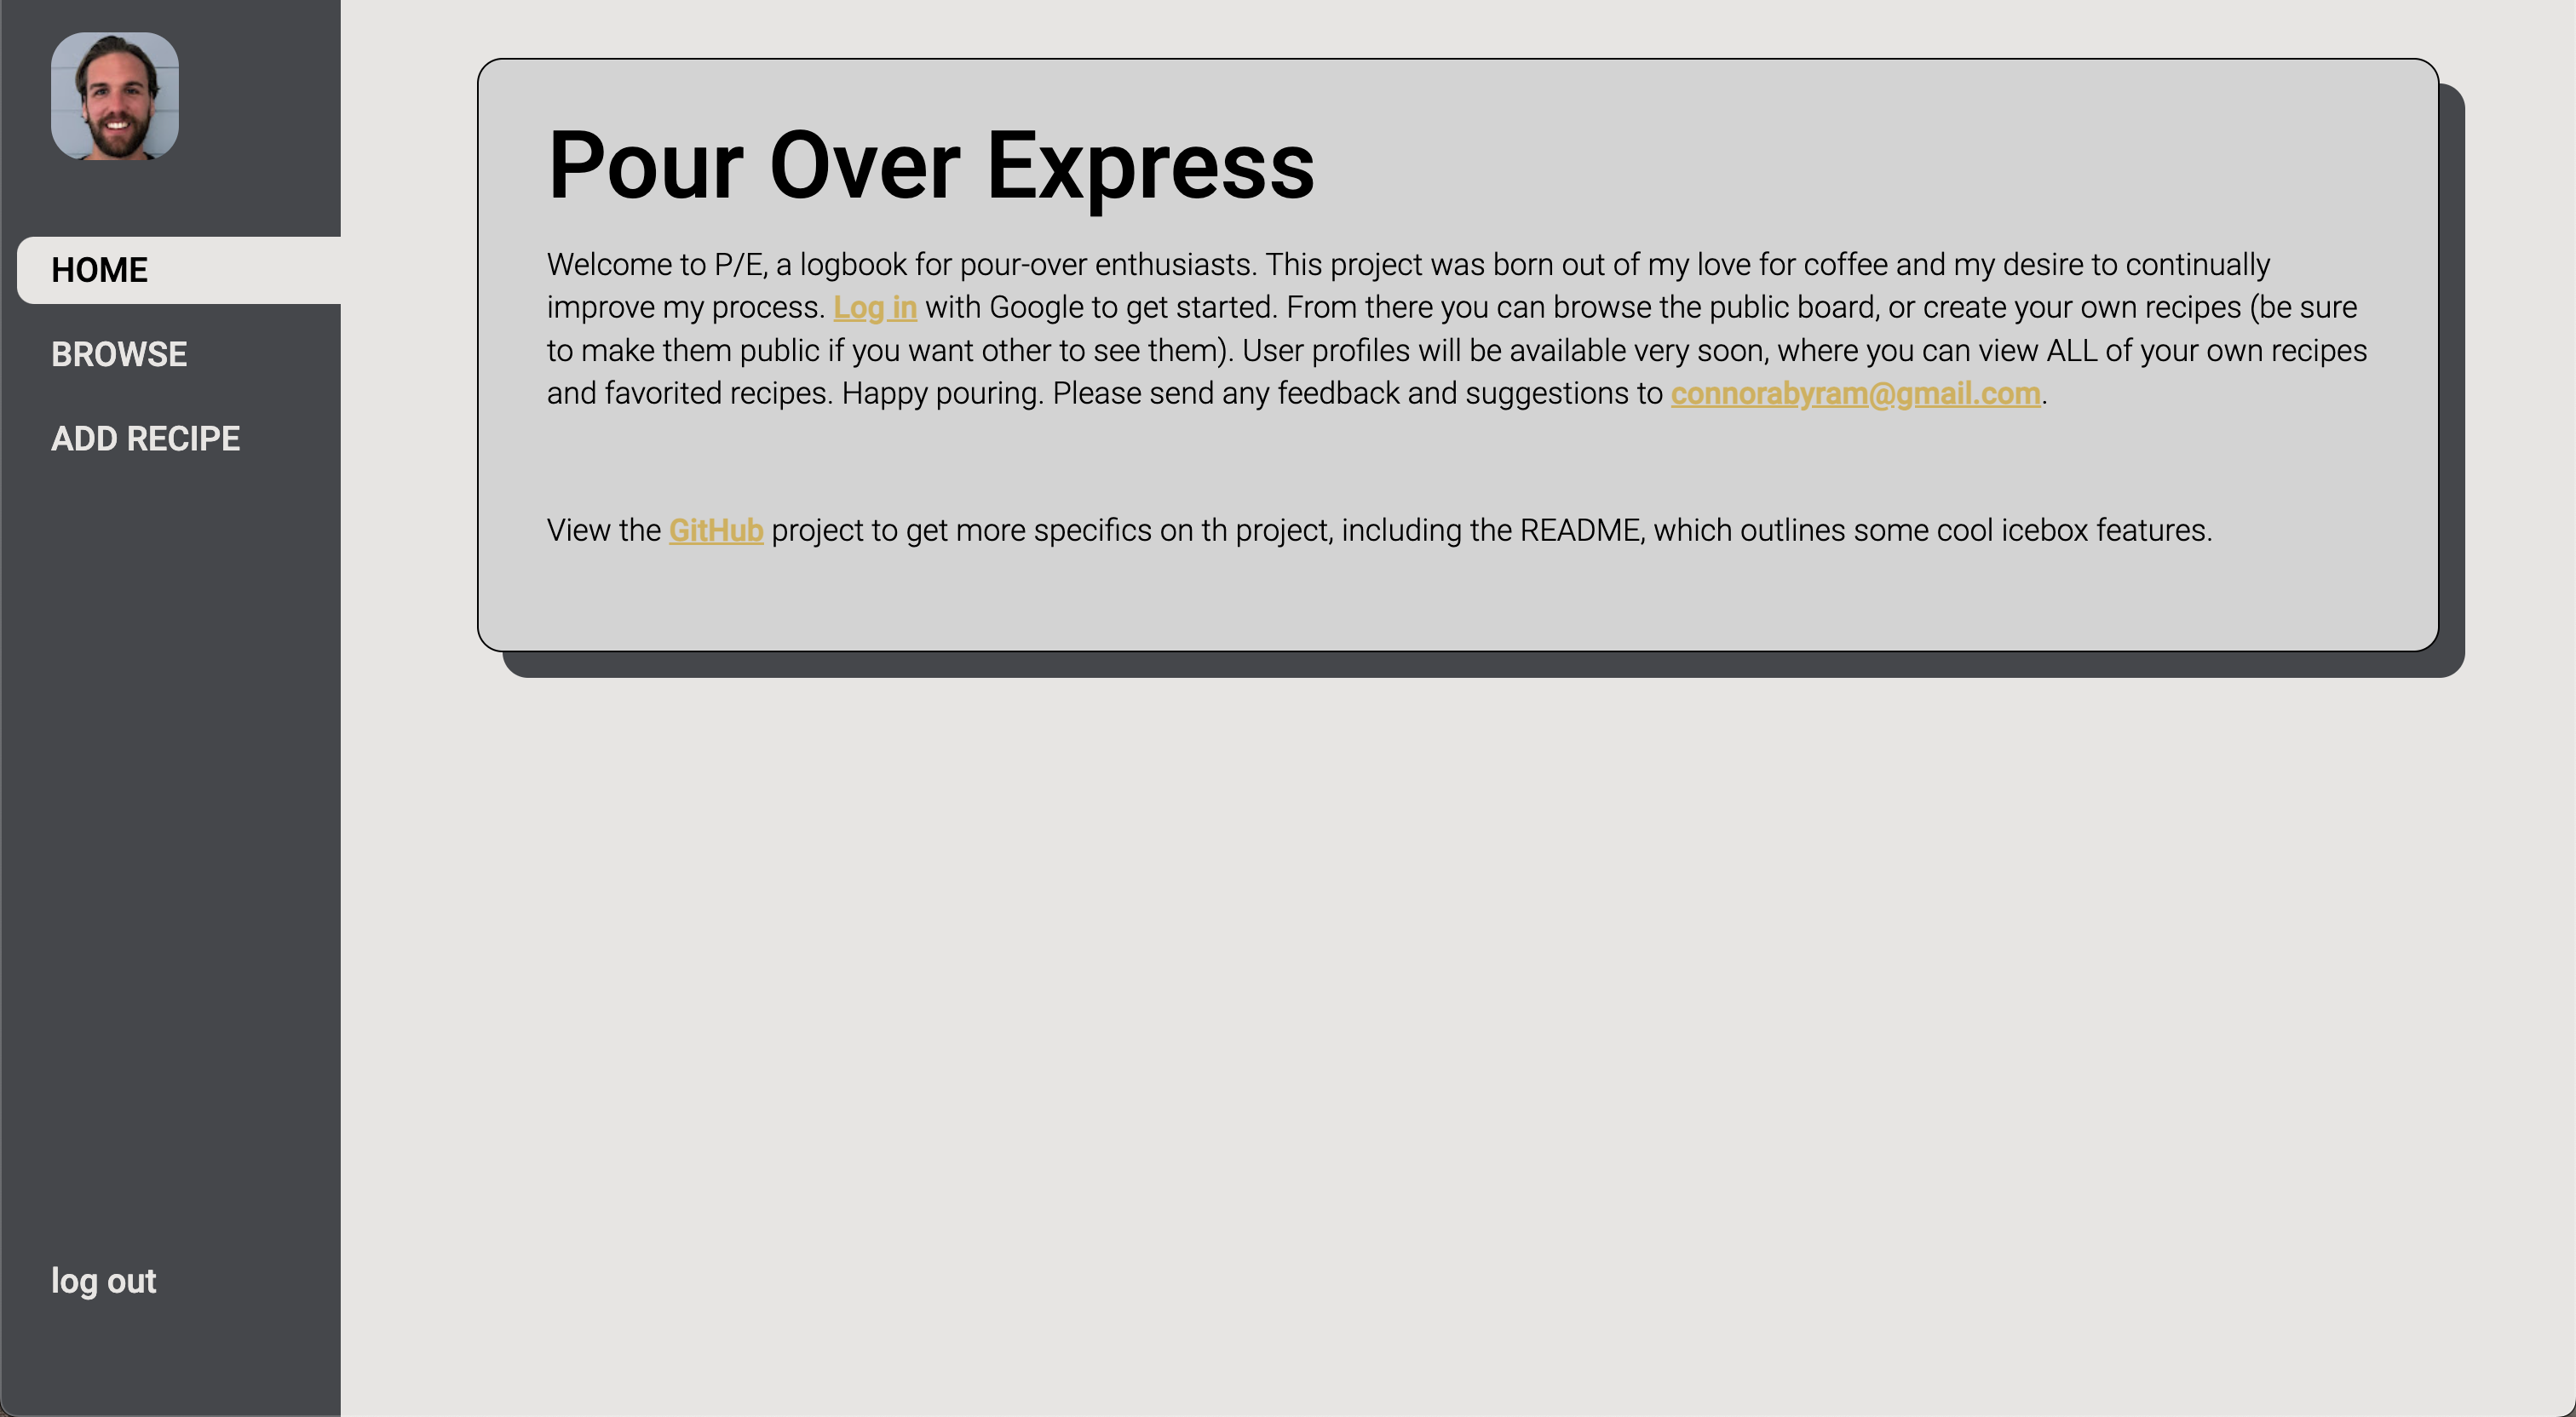 HOME
BROWSE
ADD RECIPE
log out
Pour Over Express
Welcome to P/E, a logbook for pour-over enthusiasts. This project was born out of my love for coffee and my desire to continually
improve my process. Log in with Google to get started. From there you can browse the public board, or create your own recipes (be sure
to make them public if you want other to see them). User profiles will be available very soon, where you can view ALL of your own recipes
and favorited recipes. Happy pouring. Please send any feedback and suggestions to connorabyram@gmail.com.
View the GitHub project to get more specifics on th project, including the README, which outlines some cool icebox features.